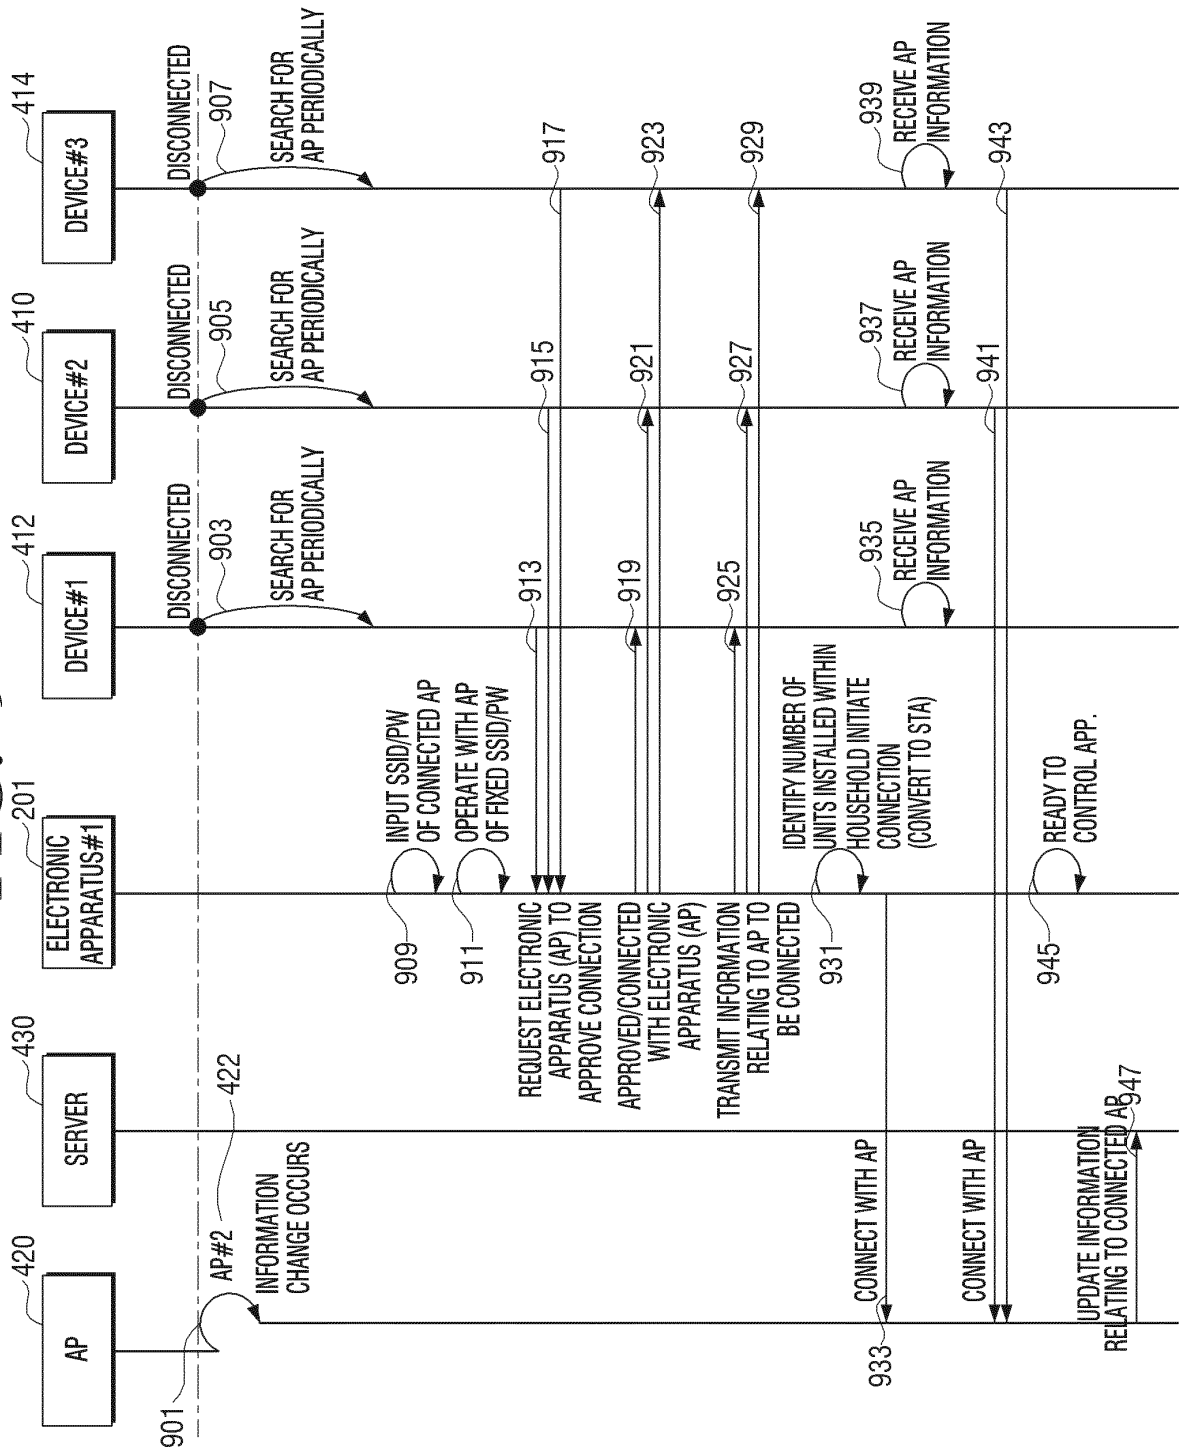 420
430
201
412
410
414
AP
SERVER
ELECTRONIC
APPARATUS#1
DEVICE#1
DEVICE#2
DEVICE#3
901
DISCONNECTED
DISCONNECTED
DISCONNECTED
AP#2
422
903
905
907
INFORMATION
CHANGE OCCURS
SEARCH FOR
AP PERIODICALLY
SEARCH FOR
AP PERIODICALLY
SEARCH FOR
AP PERIODICALLY
909
INPUT SSID/PW
OF CONNECTED AP
911
OPERATE WITH AP
OF FIXED SSID/PW
REQUEST ELECTRONIC
APPARATUS (AP) TO
APPROVE CONNECTION
913
915
917
APPROVED/CONNECTED
WITH ELECTRONIC
APPARATUS (AP)
919
921
923
TRANSMIT INFORMATION
RELATING TO AP TO
BE CONNECTED
925
927
929
931
IDENTIFY NUMBER OF
UNITS INSTALLED WITHIN
HOUSEHOLD INITIATE
CONNECTION
(CONVERT TO STA)
933
CONNECT WITH AP
935
RECEIVE AP
INFORMATION
937
RECEIVE AP
INFORMATION
939
RECEIVE AP
INFORMATION
CONNECT WITH AP
941
943
945
READY TO
CONTROL APP.
UPDATE INFORMATION
RELATING TO CONNECTED AP
947